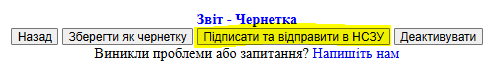 Звіт - Чернетка
Назад Зберегти як чернетку Підписати та відправити в НСЗУ Деактивувати
Виникли проблеми або запитання? Напишіть нам